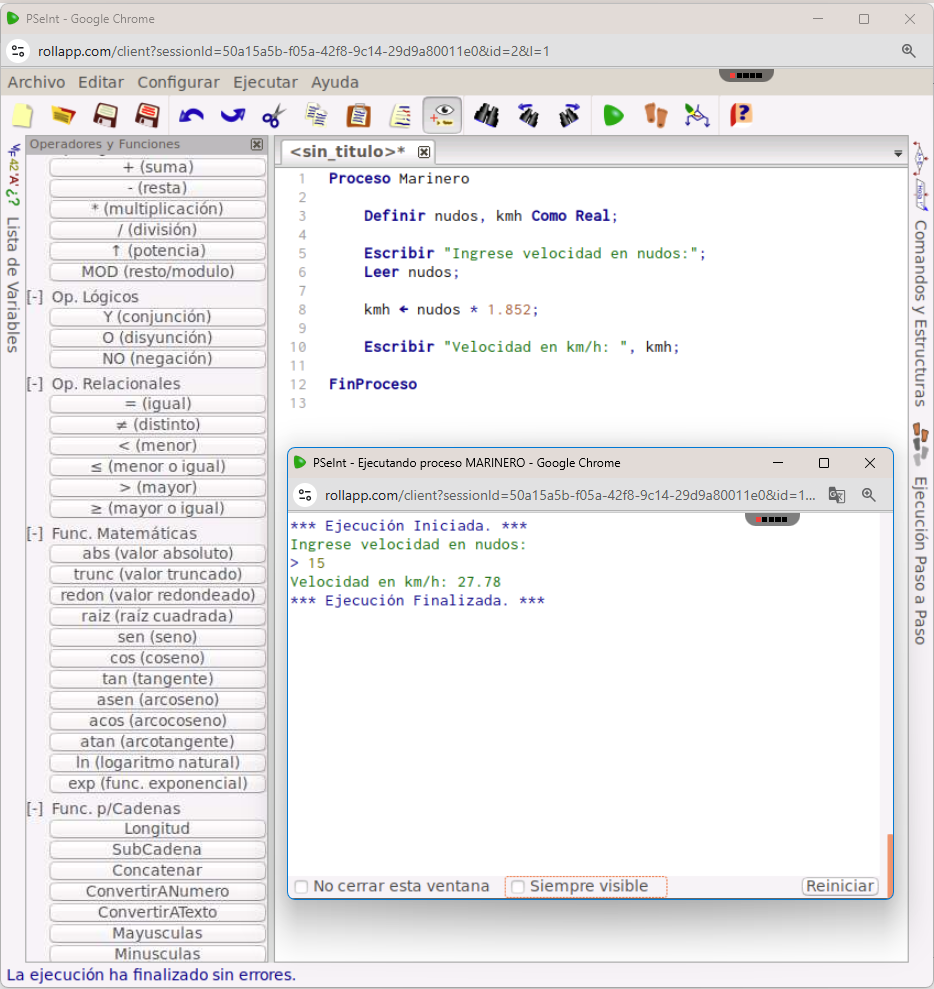 PSeInt - Google Chrome
rollapp.com/client?sessionId=50a15a5b-f05a-42f8-9c14-29d9a80011e0&id=2&l=1
Archivo Editar Configurar Ejecutar Ayuda
Operadores y Funciones
+ (suma)
- (resta)
* (multiplicación)
/ (división)
↑ (potencia)
MOD (resto/modulo)
[-] Op. Lógicos
Y (conjunción)
O (disyunción)
NO (negación)
[-] Op. Relacionales
= (igual)
≠ (distinto)
< (menor)
≤ (menor o igual)
> (mayor)
≥ (mayor o igual)
[-] Func. Matemáticas
abs (valor absoluto)
trunc (valor truncado)
redon (valor redondeado)
raiz (raíz cuadrada)
sen (seno)
cos (coseno)
tan (tangente)
asen (arcoseno)
acos (arcocoseno)
atan (arcotangente)
ln (logaritmo natural)
exp (func. exponencial)
[-] Func. p/Cadenas
Longitud
SubCadena
Concatenar
ConvertirANumero
ConvertirATexto
Mayusculas
Minusculas
Lista de Variables
<sin_titulo>*
1 Proceso Marinero
2
3 Definir nudos, kmh Como Real;
4
5 Escribir "Ingrese velocidad en nudos:";
6 Leer nudos;
7
8 kmh ← nudos * 1.852;
9
10 Escribir "Velocidad en km/h: ", kmh;
11
12 FinProceso
13
Comandos y Estructuras
Ejecución Paso a Paso
PSeInt - Ejecutando proceso MARINERO - Google Chrome
rollapp.com/client?sessionId=50a15a5b-f05a-42f8-9c14-29d9a80011e0&id=1...
*** Ejecución Iniciada. ***
Ingrese velocidad en nudos:
> 15
Velocidad en km/h: 27.78
*** Ejecución Finalizada. ***
No cerrar esta ventana Siempre visible Reiniciar
La ejecución ha finalizado sin errores.